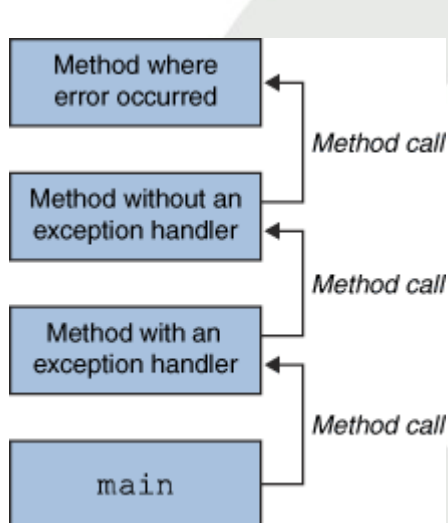 Method where
error occurred
Method call
Method without an
exception handler
Method call
Method with an
exception handler
Method call
main